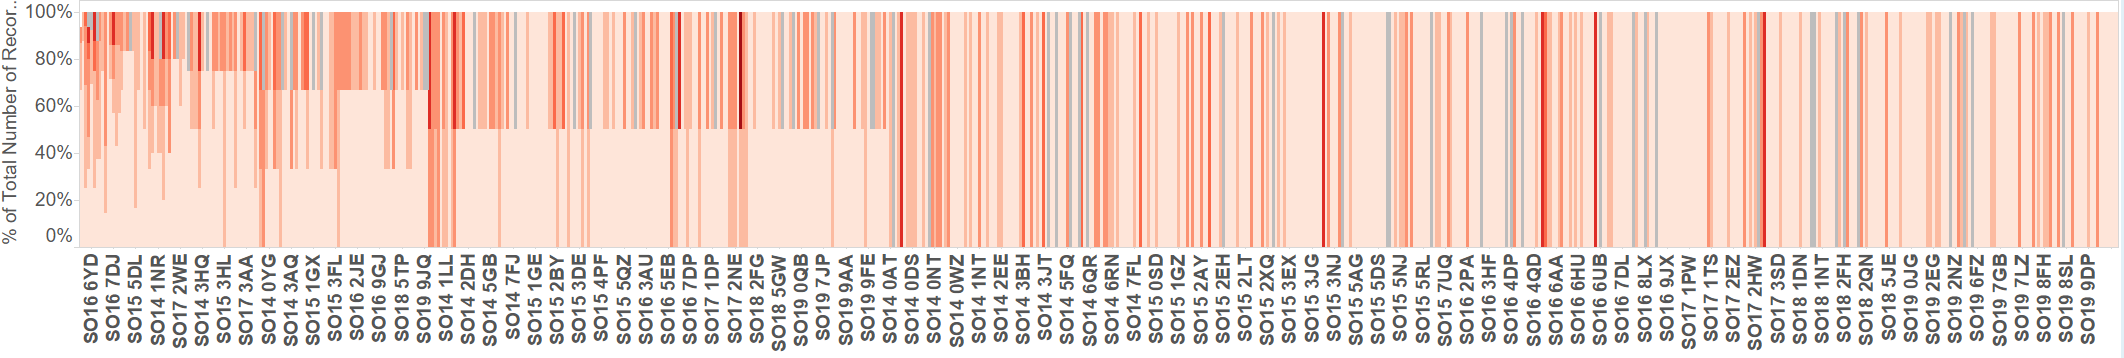 % of Total Number of Recor..
100%
80%
60%
40%
20%
0%
SO16 6YD
SO16 7DJ
SO15 5DL
SO14 1NR
SO17 2WE
SO14 3HQ
SO15 3HL
SO17 3AA
SO14 0YG
SO14 3AQ
SO15 1GX
SO15 3FL
SO16 2JE
SO16 9GJ
SO18 5TP
SO19 9JQ
SO14 1LL
SO14 2DH
SO14 5GB
SO14 7FJ
SO15 1GE
SO15 2BY
SO15 3DE
SO15 4PF
SO15 5QZ
SO16 3AU
SO16 5EB
SO16 7DP
SO17 1DP
SO17 2NE
SO18 2FG
SO18 5GW
SO19 0QB
SO19 7JP
SO19 9AA
SO19 9FE
SO14 0AT
SO14 0DS
SO14 0NT
SO14 0WZ
SO14 1NT
SO14 2EE
SO14 3BH
SO14 3JT
SO14 5FQ
SO14 6QR
SO14 6RN
SO14 7FL
SO15 0SD
SO15 1GZ
SO15 2AY
SO15 2EH
SO15 2LT
SO15 2XQ
SO15 3EX
SO15 3JG
SO15 3NJ
SO15 5AG
SO15 5DS
SO15 5NJ
SO15 5RL
SO15 7UQ
SO16 2PA
SO16 3HF
SO16 4DP
SO16 4QD
SO16 6AA
SO16 6HU
SO16 6UB
SO16 7DL
SO16 8LX
SO16 9JX
SO17 1PW
SO17 1TS
SO17 2EZ
SO17 2HW
SO17 3SD
SO18 1DN
SO18 1NT
SO18 2FH
SO18 2QN
SO18 5JE
SO19 0JG
SO19 2EG
SO19 2NZ
SO19 6FZ
SO19 7GB
SO19 7LZ
SO19 8FH
SO19 8SL
SO19 9DP